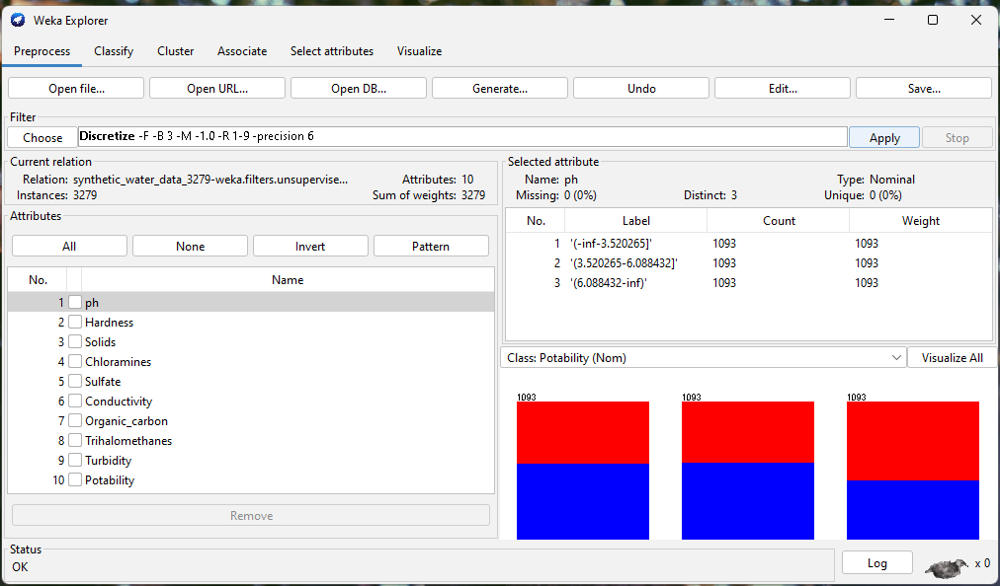 Weka Explorer
Preprocess Classify Cluster Associate Select attributes Visualize
Open file... Open URL... Open DB... Generate... Undo Edit... Save...
Filter
Choose Discretize -F -B 3 -M -1.0 -R 1-9 -precision 6 Apply Stop
Current relation
Relation: synthetic_water_data_3279-weka.filters.unsupervise... Attributes: 10
Instances: 3279 Sum of weights: 3279
Attributes
All None Invert Pattern
No. Name
1 ph
2 Hardness
3 Solids
4 Chloramines
5 Sulfate
6 Conductivity
7 Organic_carbon
8 Trihalomethanes
9 Turbidity
10 Potability
Remove
Selected attribute
Name: ph Type: Nominal
Missing: 0 (0%) Distinct: 3 Unique: 0 (0%)
No. Label Count Weight
1 '(-inf-3.520265]' 1093 1093
2 '(3.520265-6.088432]' 1093 1093
3 '(6.088432-inf)' 1093 1093
Class: Potability (Nom) Visualize All
1093 1093 1093
Status
OK Log x 0